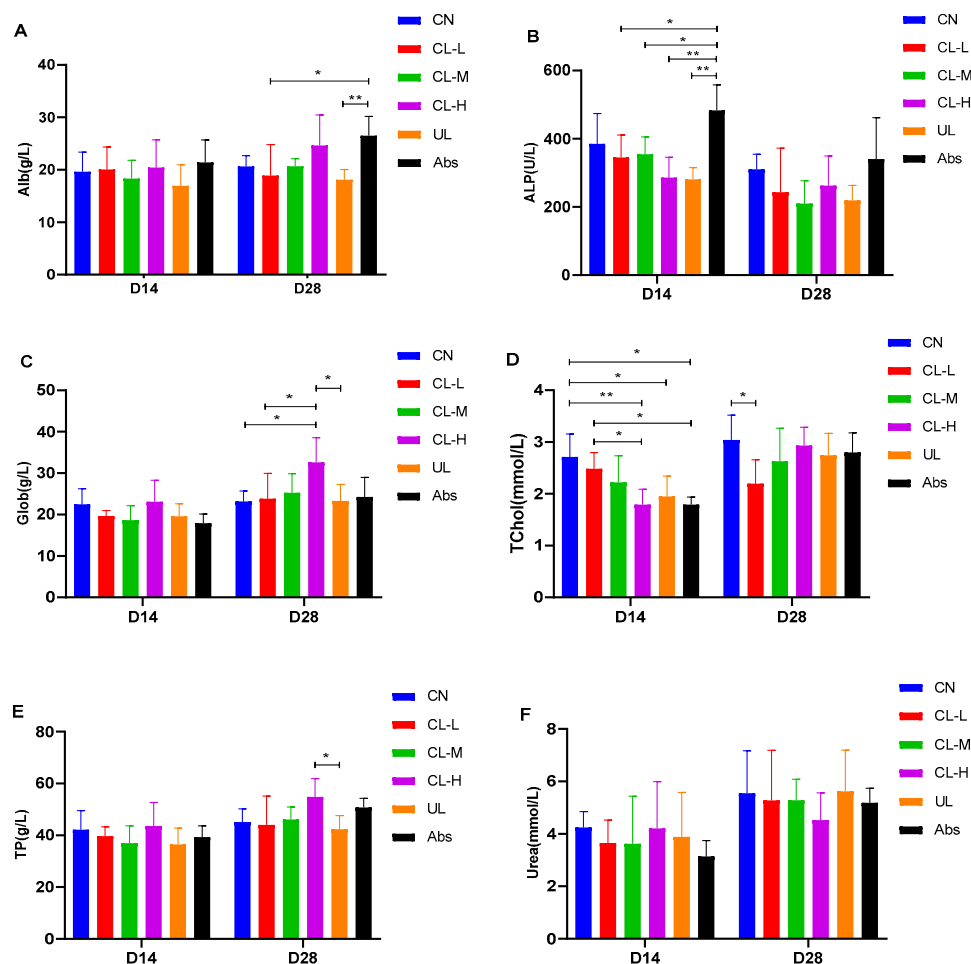 A
Alb(g/L)
40
30
20
10
0
*
**
D14
D28
CN
CL-L
CL-M
CL-H
UL
Abs
B
ALP(U/L)
600
400
200
0
*
*
**
**
D14
D28
CN
CL-L
CL-M
CL-H
UL
Abs
C
Glob(g/L)
50
40
30
20
10
0
*
*
*
D14
D28
CN
CL-L
CL-M
CL-H
UL
Abs
D
TChol(mmol/L)
4
3
2
1
0
*
*
**
*
*
*
D14
D28
CN
CL-L
CL-M
CL-H
UL
Abs
E
TP(g/L)
80
60
40
20
0
*
D14
D28
CN
CL-L
CL-M
CL-H
UL
Abs
F
Urea(mmol/L)
8
6
4
2
0
D14
D28
CN
CL-L
CL-M
CL-H
UL
Abs